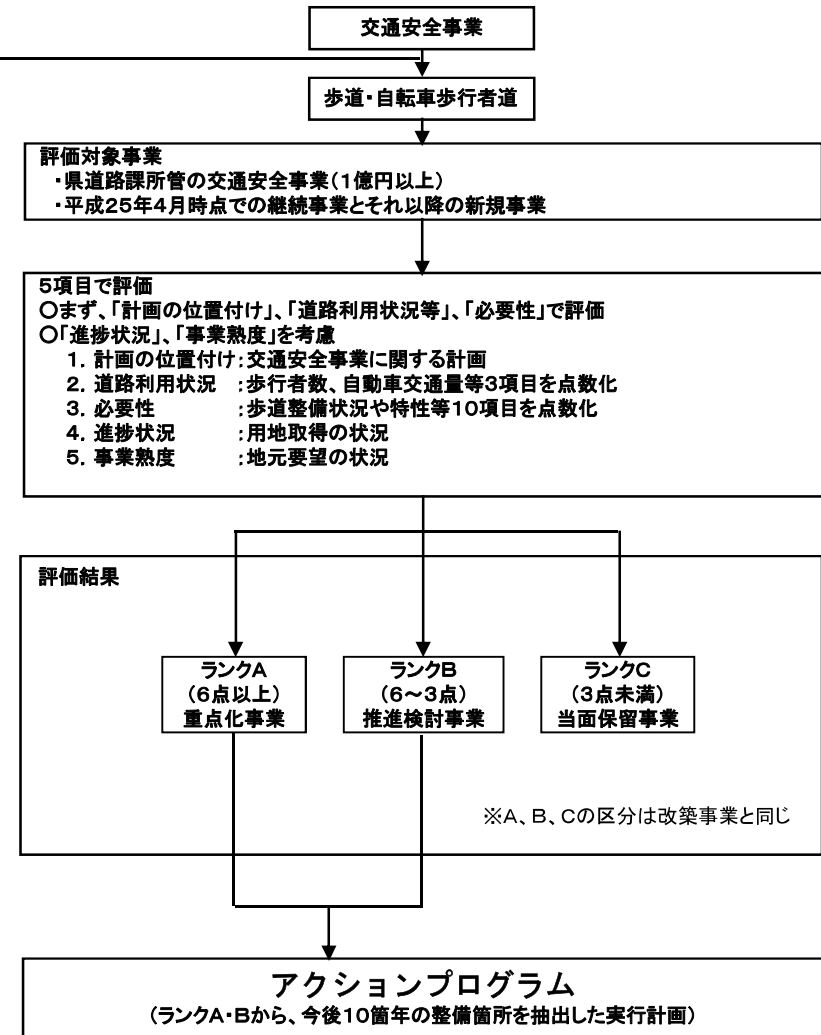 交通安全事業
歩道・自転車歩行者道
評価対象事業
・県道路課所管の交通安全事業(1億円以上)
・平成25年4月時点での継続事業とそれ以降の新規事業
5項目で評価
○まず、「計画の位置付け」、「道路利用状況等」、「必要性」で評価
○「進捗状況」、「事業熟度」を考慮
1. 計画の位置付け;交通安全事業に関する計画
2. 道路利用状況 ;歩行者数、自動車交通量等3項目を点数化
3. 必要性 ;歩道整備状況や特性等10項目を点数化
4. 進捗状況 ;用地取得の状況
5. 事業熟度 ;地元要望の状況
評価結果
ランクA
(6点以上)
重点化事業
ランクB
(6～3点)
推進検討事業
ランクC
(3点未満)
当面保留事業
※A、B、Cの区分は改築事業と同じ
アクションプログラム
(ランクA・Bから、今後10箇年の整備箇所を抽出した実行計画)